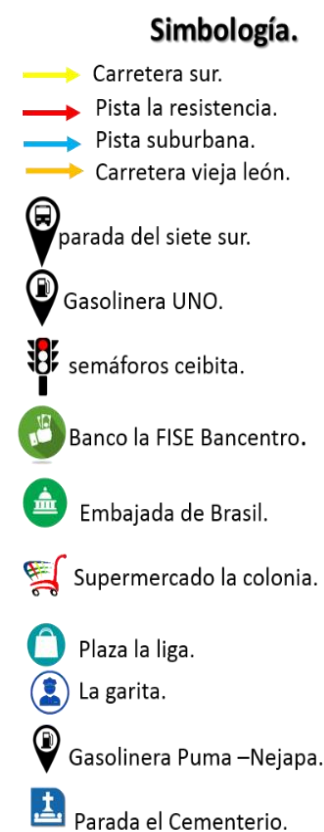 Simbología.
Carretera sur.
Pista la resistencia.
Pista suburbana.
Carretera vieja león.
parada del siete sur.
Gasolinera UNO.
semáforos ceibita.
Banco la FISE Bancentro.
Embajada de Brasil.
Supermercado la colonia.
Plaza la liga.
La garita.
Gasolinera Puma –Nejapa.
Parada el Cementerio.